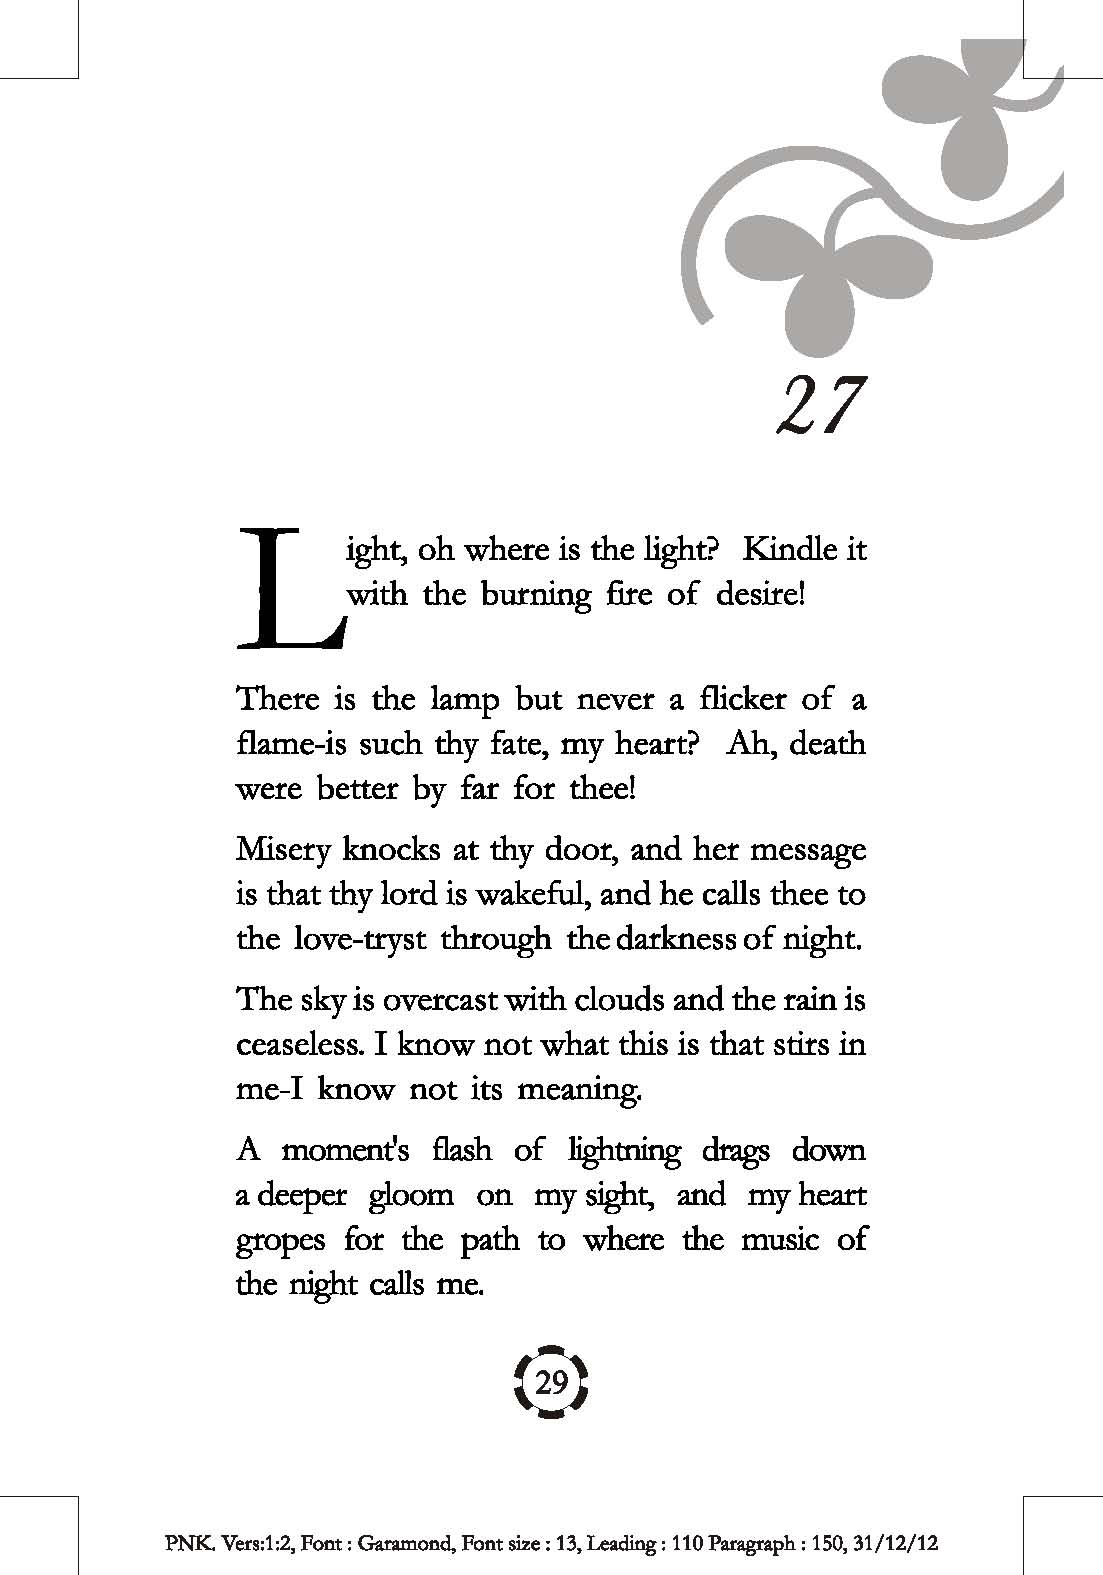 27
Light, oh where is the light? Kindle it
with the burning fire of desire!
There is the lamp but never a flicker of a
flame-is such thy fate, my heart? Ah, death
were better by far for thee!
Misery knocks at thy door, and her message
is that thy lord is wakeful, and he calls thee to
the love-tryst through the darkness of night.
The sky is overcast with clouds and the rain is
ceaseless. I know not what this is that stirs in
me-I know not its meaning.
A moment's flash of lightning drags down
a deeper gloom on my sight, and my heart
gropes for the path to where the music of
the night calls me.
29
PNK. Vers:1:2, Font : Garamond, Font size : 13, Leading : 110 Paragraph : 150, 31/12/12